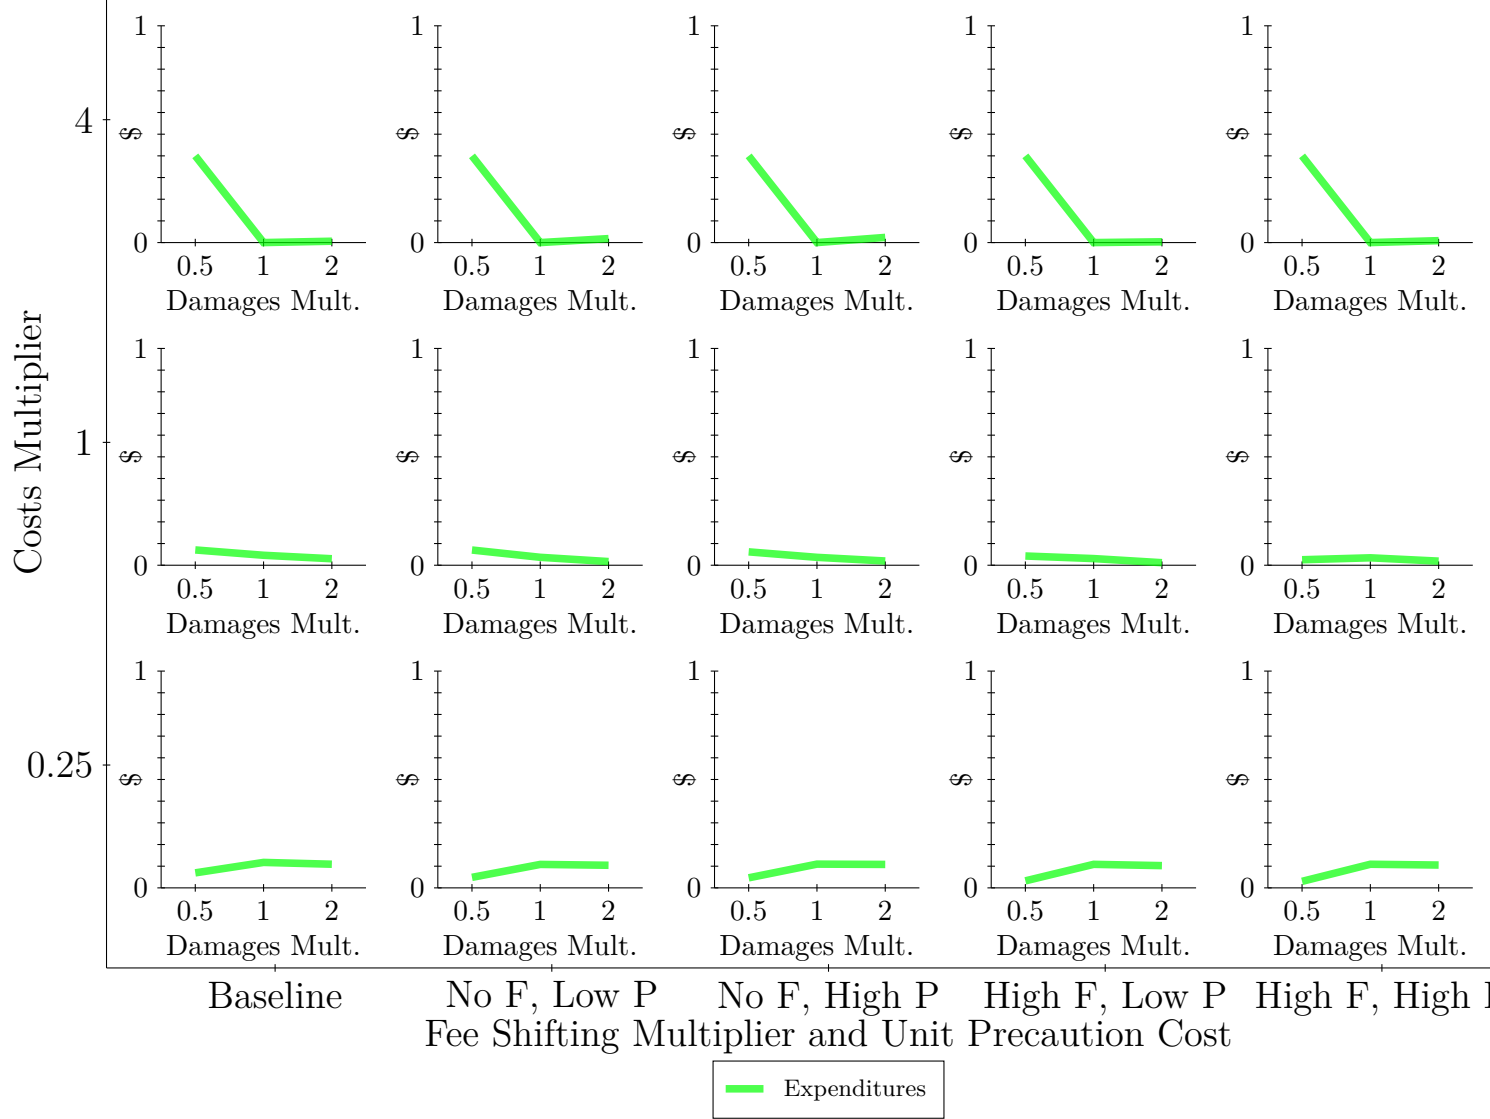 Costs Multiplier
4
1
$
0
0.5 1 2
Damages Mult.
1
$
0
0.5 1 2
Damages Mult.
1
$
0
0.5 1 2
Damages Mult.
1
$
0
0.5 1 2
Damages Mult.
1
$
0
0.5 1 2
Damages Mult.
1
1
$
0
0.5 1 2
Damages Mult.
1
$
0
0.5 1 2
Damages Mult.
1
$
0
0.5 1 2
Damages Mult.
1
$
0
0.5 1 2
Damages Mult.
1
$
0
0.5 1 2
Damages Mult.
0.25
1
$
0
0.5 1 2
Damages Mult.
1
$
0
0.5 1 2
Damages Mult.
1
$
0
0.5 1 2
Damages Mult.
1
$
0
0.5 1 2
Damages Mult.
1
$
0
0.5 1 2
Damages Mult.
Baseline No F, Low P No F, High P High F, Low P High F, High
Fee Shifting Multiplier and Unit Precaution Cost
Expenditures